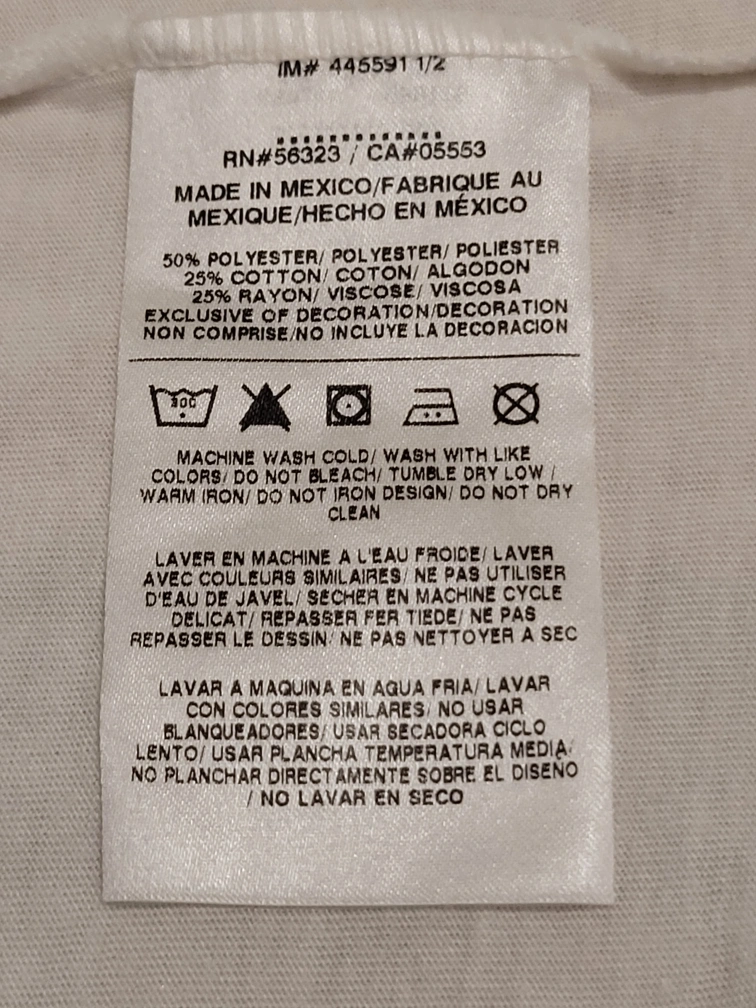 IM# 445591 1/2
RN#56323 / CA#05553
MADE IN MEXICO/FABRIQUE AU
MEXIQUE/HECHO EN MÉXICO
50% POLYESTER/ POLYESTER/ POLIESTER
25% COTTON/ COTON/ ALGODON
25% RAYON/ VISCOSE/ VISCOSA
EXCLUSIVE OF DECORATION/DECORATION
NON COMPRISE/NO INCLUYE LA DECORACION
30C
MACHINE WASH COLD/ WASH WITH LIKE
COLORS/ DO NOT BLEACH/ TUMBLE DRY LOW /
WARM IRON/ DO NOT IRON DESIGN/ DO NOT DRY
CLEAN
LAVER EN MACHINE A L'EAU FROIDE/ LAVER
AVEC COULEURS SIMILAIRES/ NE PAS UTILISER
D'EAU DE JAVEL/ SECHER EN MACHINE CYCLE
DELICAT/ REPASSER FER TIEDE/ NE PAS
REPASSER LE DESSIN/ NE PAS NETTOYER A SEC
LAVAR A MAQUINA EN AGUA FRIA/ LAVAR
CON COLORES SIMILARES/ NO USAR
BLANQUEADORES/ USAR SECADORA CICLO
LENTO/ USAR PLANCHA TEMPERATURA MEDIA/
NO PLANCHAR DIRECTAMENTE SOBRE EL DISENO
/ NO LAVAR EN SECO